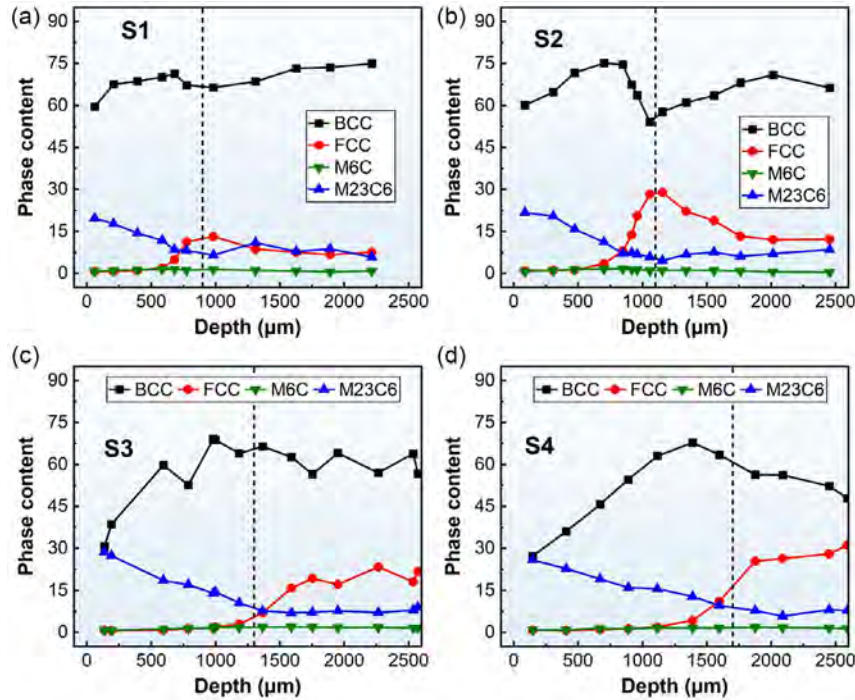 (a)
S1
90
75
60
45
30
15
0
Phase content
BCC
FCC
M6C
M23C6
0 500 1000 1500 2000 2500
Depth (μm)
(b)
S2
90
75
60
45
30
15
0
Phase content
BCC
FCC
M6C
M23C6
0 500 1000 1500 2000 2500
Depth (μm)
(c)
BCC FCC M6C M23C6
S3
90
75
60
45
30
15
0
Phase content
0 500 1000 1500 2000 2500
Depth (μm)
(d)
BCC FCC M6C M23C6
S4
90
75
60
45
30
15
0
Phase content
0 500 1000 1500 2000 2500
Depth (μm)